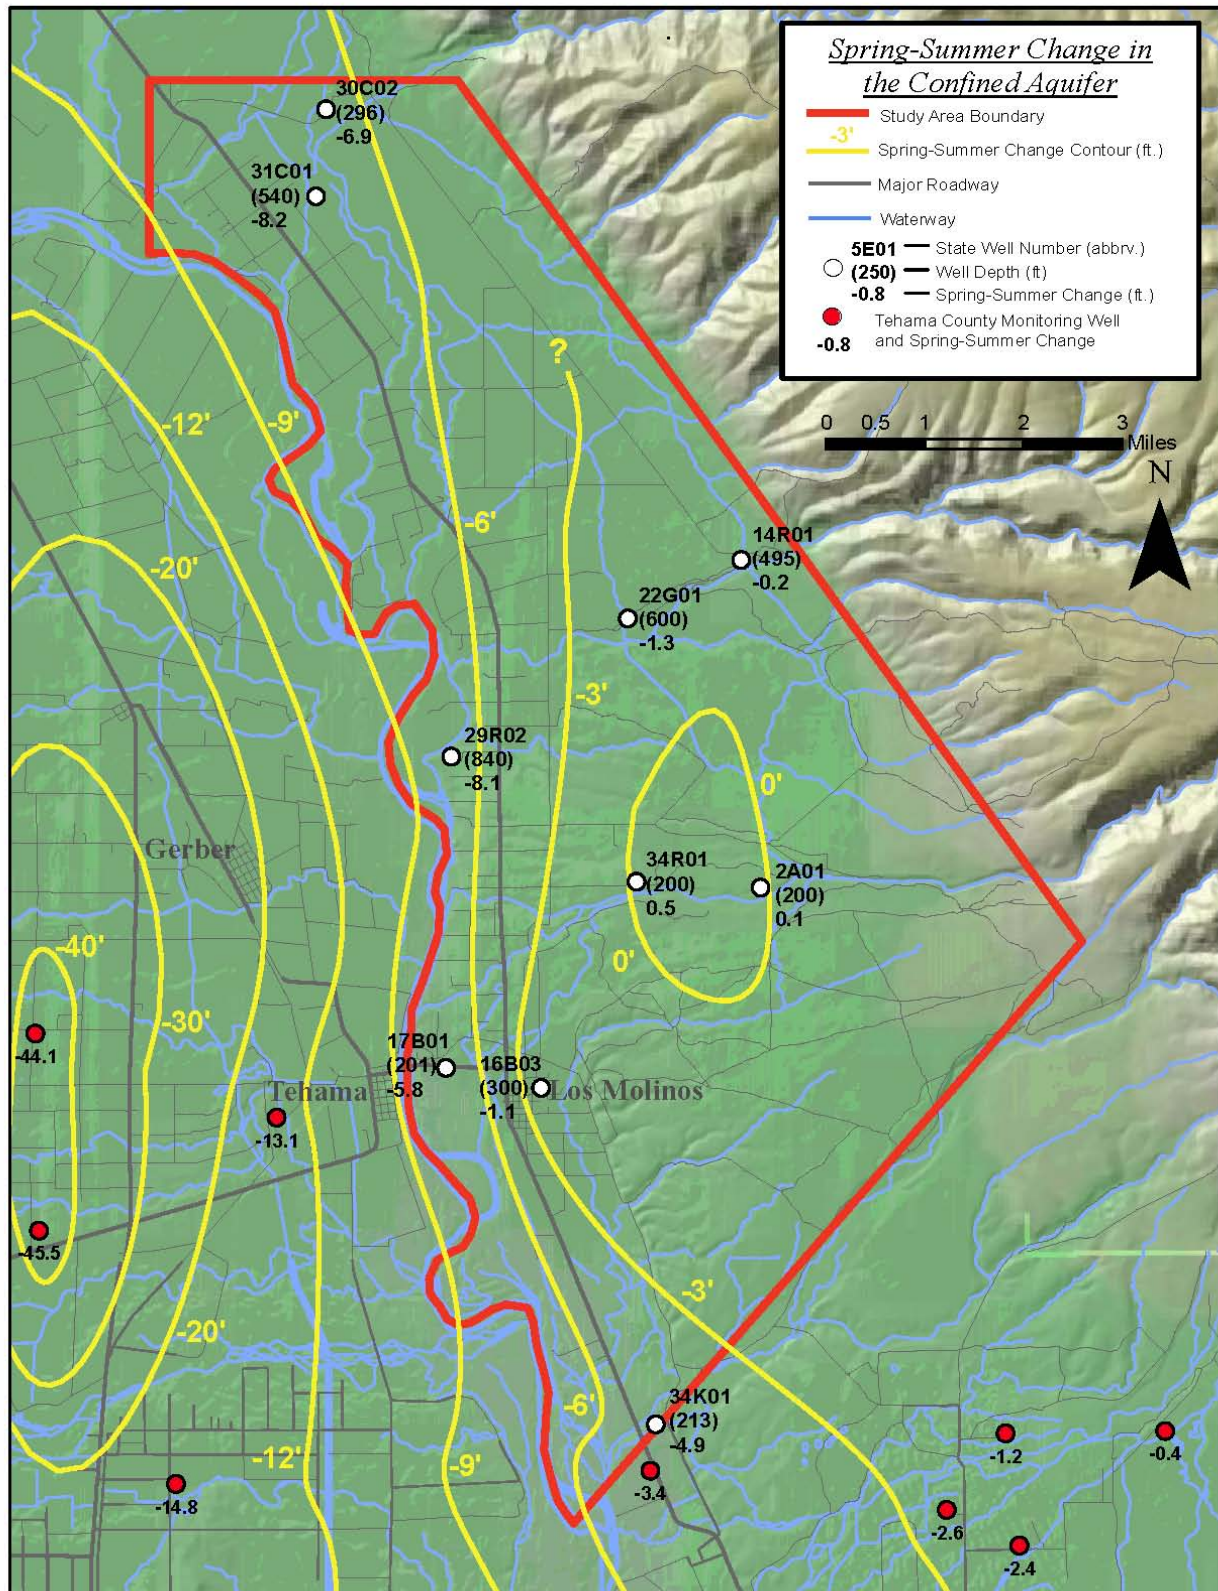 Spring-Summer Change in
the Confined Aquifer
Study Area Boundary
-3'
Spring-Summer Change Contour (ft.)
Major Roadway
Waterway
5E01
State Well Number (abbrv.)
(250)
Well Depth (ft)
-0.8
Spring-Summer Change (ft.)
Tehama County Monitoring Well
-0.8
and Spring-Summer Change
0 0.5 1 2 3
Miles
N
30C02
(296)
-6.9
31C01
(540)
-8.2
?
-12'
-9'
-6'
-20'
14R01
(495)
-0.2
22G01
(600)
-1.3
-3'
29R02
(840)
-8.1
0'
Gerber
34R01
(200)
0.5
2A01
(200)
0.1
-40'
0'
-30'
-44.1
17B01
(201)
-5.8
16B03
(300)
-1.1
Tehama
Los Molinos
-13.1
-45.5
-20'
-3'
-6'
34K01
(213)
-4.9
-12'
-9'
-3.4
-14.8
-1.2
-0.4
-2.6
-2.4